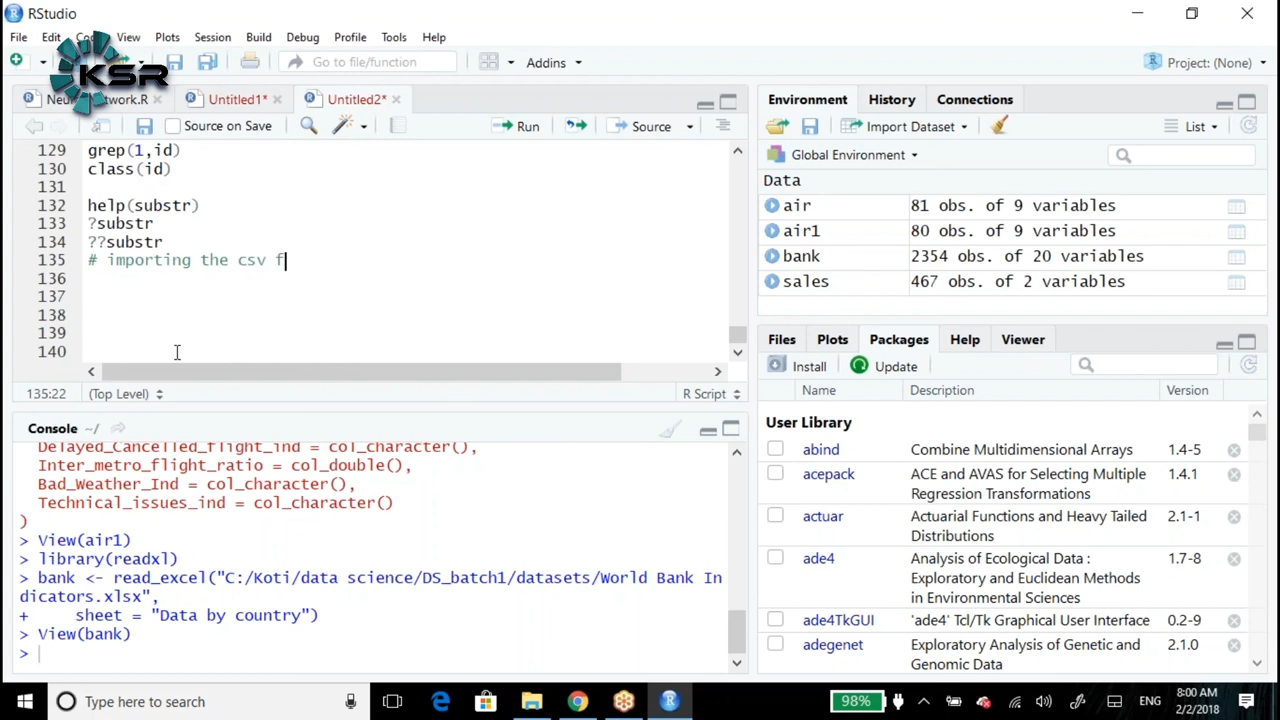 RStudio
File Edit View Plots Session Build Debug Profile Tools Help
KSR
Go to file/function
Addins
Project: (None)
Untitled1*
Untitled2*
Source on Save
Run
Source
129 grep(1,id)
130 class(id)
131
132 help(substr)
133 ?substr
134 ??substr
135 # importing the csv f
136
137
138
139
140
135:22 (Top Level) R Script
Console ~/
Delayed_Cancelled_flight_ind = col_character(),
Inter_metro_flight_ratio = col_double(),
Bad_Weather_Ind = col_character(),
Technical_issues_ind = col_character()
)
> View(air1)
> library(readxl)
> bank <- read_excel("C:/Koti/data science/DS_batch1/datasets/World Bank In
dicators.xlsx",
+ sheet = "Data by country")
> View(bank)
>
Environment History Connections
Import Dataset
List
Global Environment
Data
air 81 obs. of 9 variables
air1 80 obs. of 9 variables
bank 2354 obs. of 20 variables
sales 467 obs. of 2 variables
Files Plots Packages Help Viewer
Install Update
Name Description Version
User Library
abind Combine Multidimensional Arrays 1.4-5
acepack ACE and AVAS for Selecting Multiple 1.4.1
Regression Transformations
actuar Actuarial Functions and Heavy Tailed 2.1-1
Distributions
ade4 Analysis of Ecological Data : 1.7-8
Exploratory and Euclidean Methods
in Environmental Sciences
ade4TkGUI 'ade4' Tcl/Tk Graphical User Interface 0.2-9
adegenet Exploratory Analysis of Genetic and 2.1.0
Genomic Data
Type here to search
98%
ENG
8:00 AM
2/2/2018